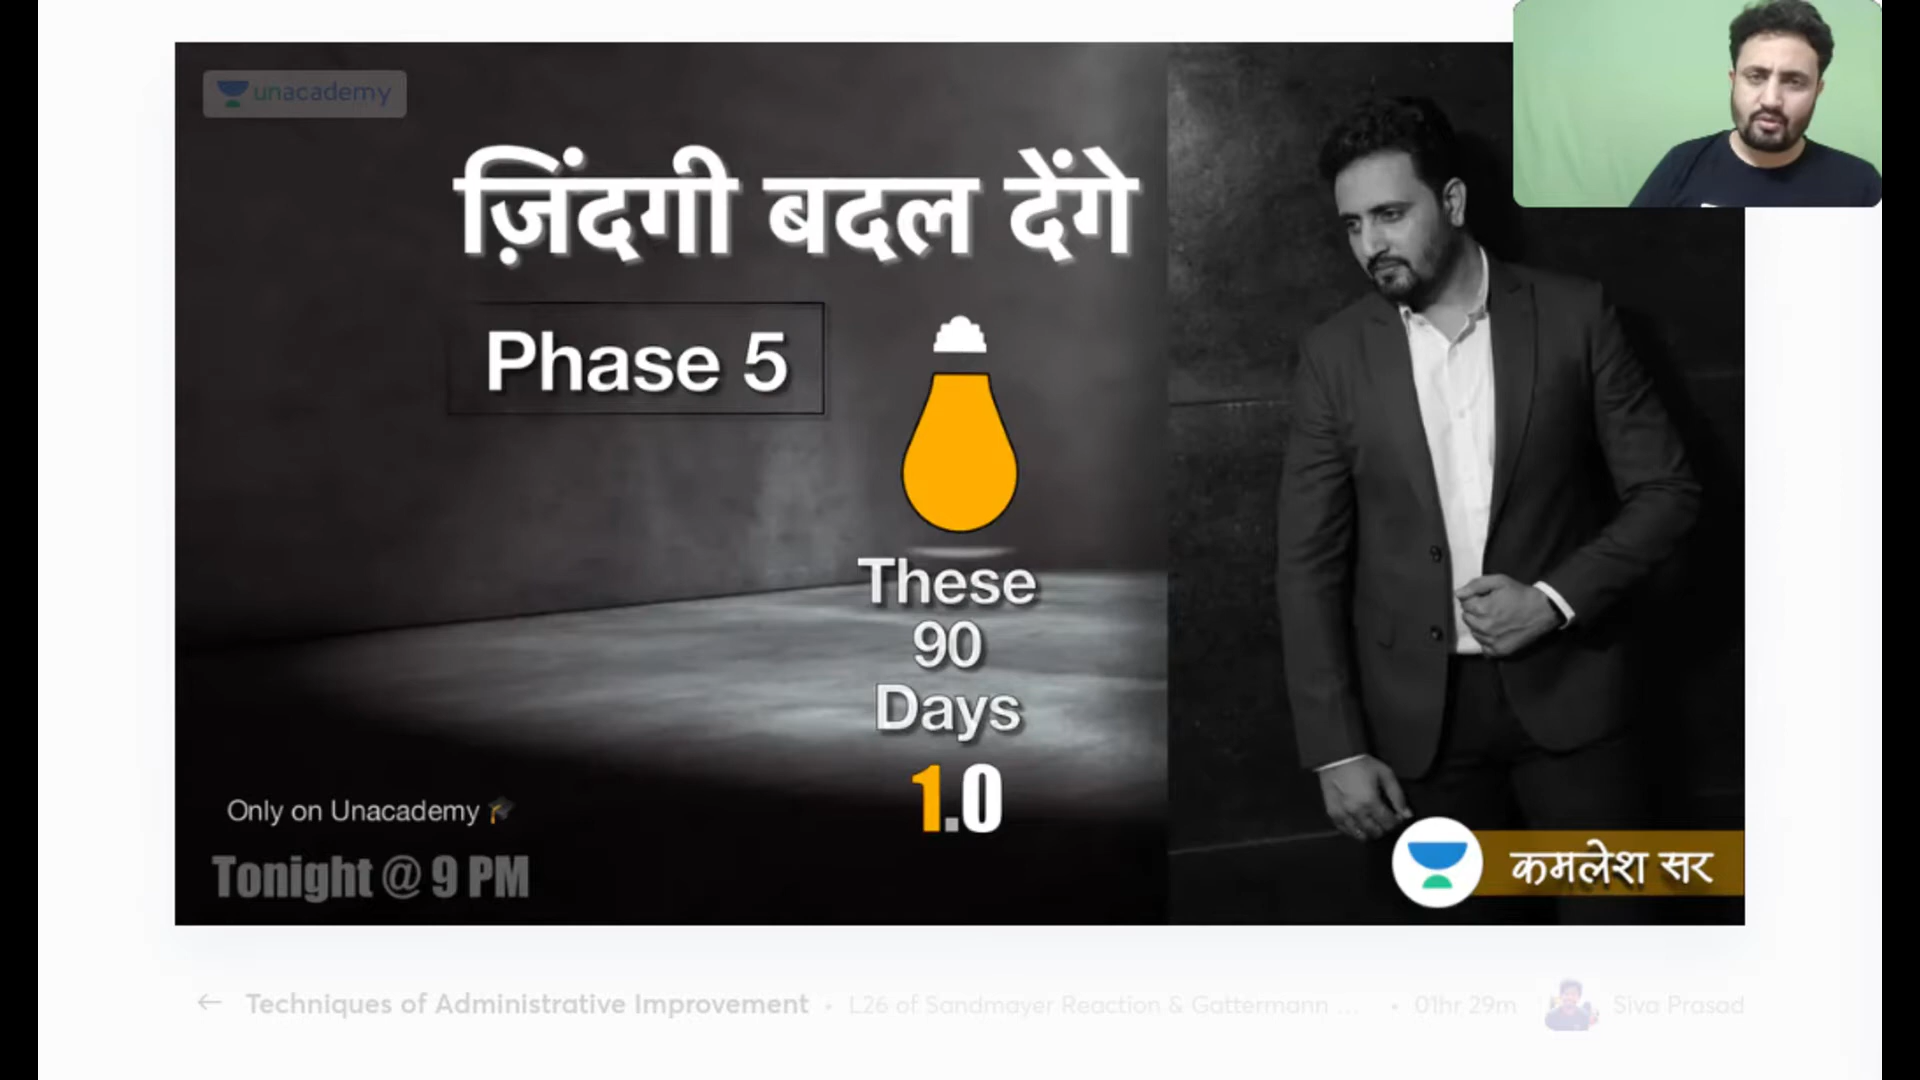 unacademy
ज़िंदगी बदल देंगे
Phase 5
These
90
Days
1.0
Only on Unacademy
Tonight @ 9 PM
कमलेश सर
Techniques of Administrative Improvement • L26 of Sandmayer Reaction & Gattermann ... • 01hr 29m Siva Prasad